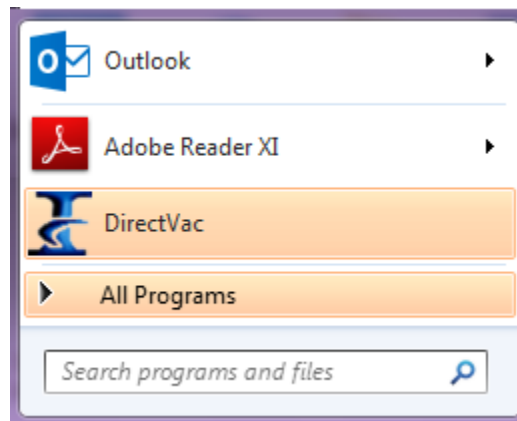 Outlook
Adobe Reader XI
DirectVac
All Programs
Search programs and files